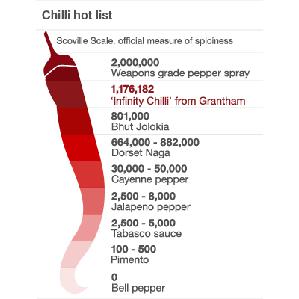 Chilli hot list
Scoville Scale, official measure of spiciness
2,000,000
Weapons grade pepper spray
1,176,182
'Infinity Chilli' from Grantham
801,000
Bhut Jolokia
664,000 - 882,000
Dorset Naga
30,000 - 50,000
Cayenne pepper
2,500 - 8,000
Jalapeno pepper
2,500 - 5,000
Tabasco sauce
100 - 500
Pimento
0
Bell pepper